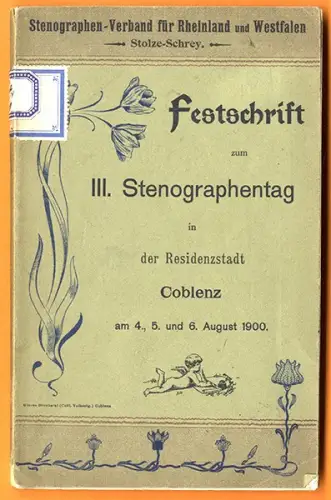 Stenographen-Verband für Rheinland und Westfalen
Stolze-Schrey.
Festschrift
zum
III. Stenographentag
in
der Residenzstadt
Coblenz
am 4., 5. und 6. August 1900.
Coblenz